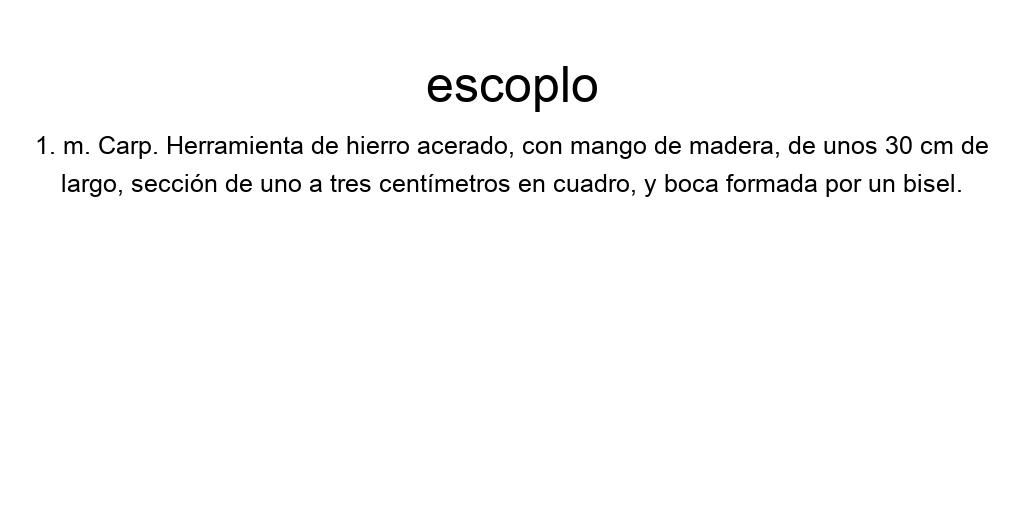 escoplo
1. m. Carp. Herramienta de hierro acerado, con mango de madera, de unos 30 cm de
largo, sección de uno a tres centímetros en cuadro, y boca formada por un bisel.